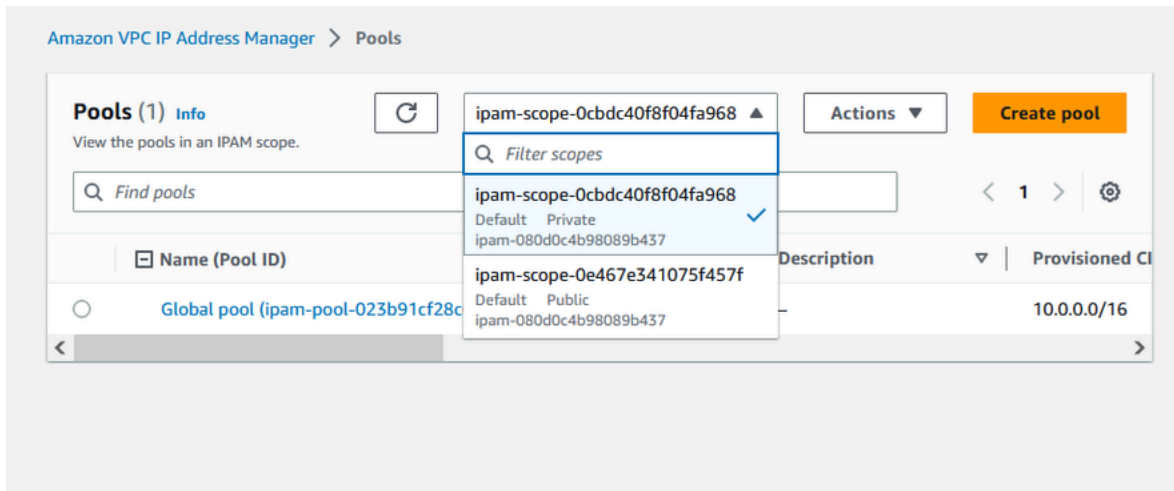 Amazon VPC IP Address Manager > Pools
Pools (1) Info
View the pools in an IPAM scope.
ipam-scope-0cbdc40f8f04fa968
Actions
Create pool
Filter scopes
ipam-scope-0cbdc40f8f04fa968
Default Private
ipam-080d0c4b98089b437
ipam-scope-0e467e341075f457f
Default Public
ipam-080d0c4b98089b437
Find pools
1
Name (Pool ID)
Description
Provisioned CI
Global pool (ipam-pool-023b91cf28c
–
10.0.0.0/16